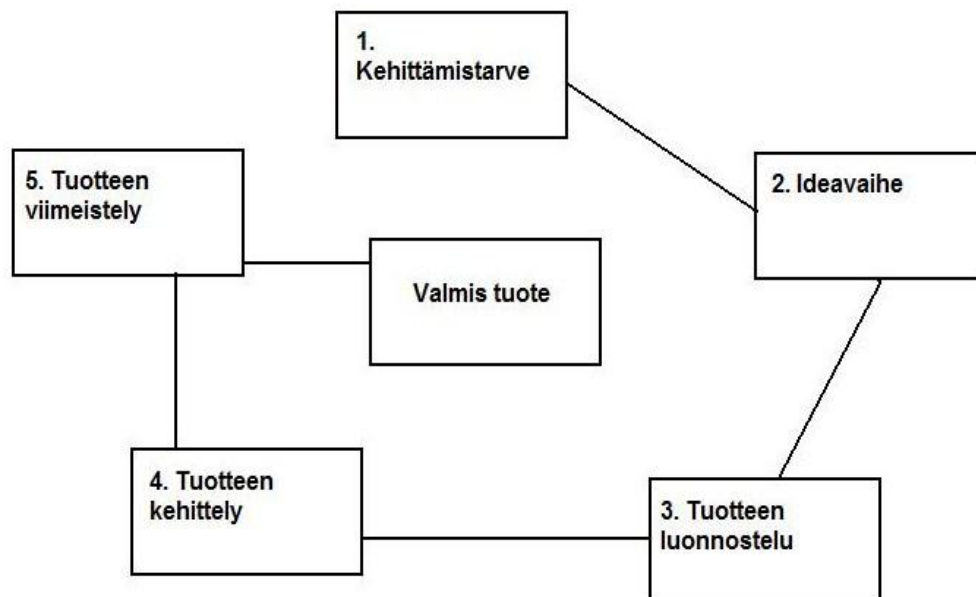 1.
Kehittämistarve
2. Ideavaihe
3. Tuotteen
luonnostelu
4. Tuotteen
kehittely
5. Tuotteen
viimeistely
Valmis tuote